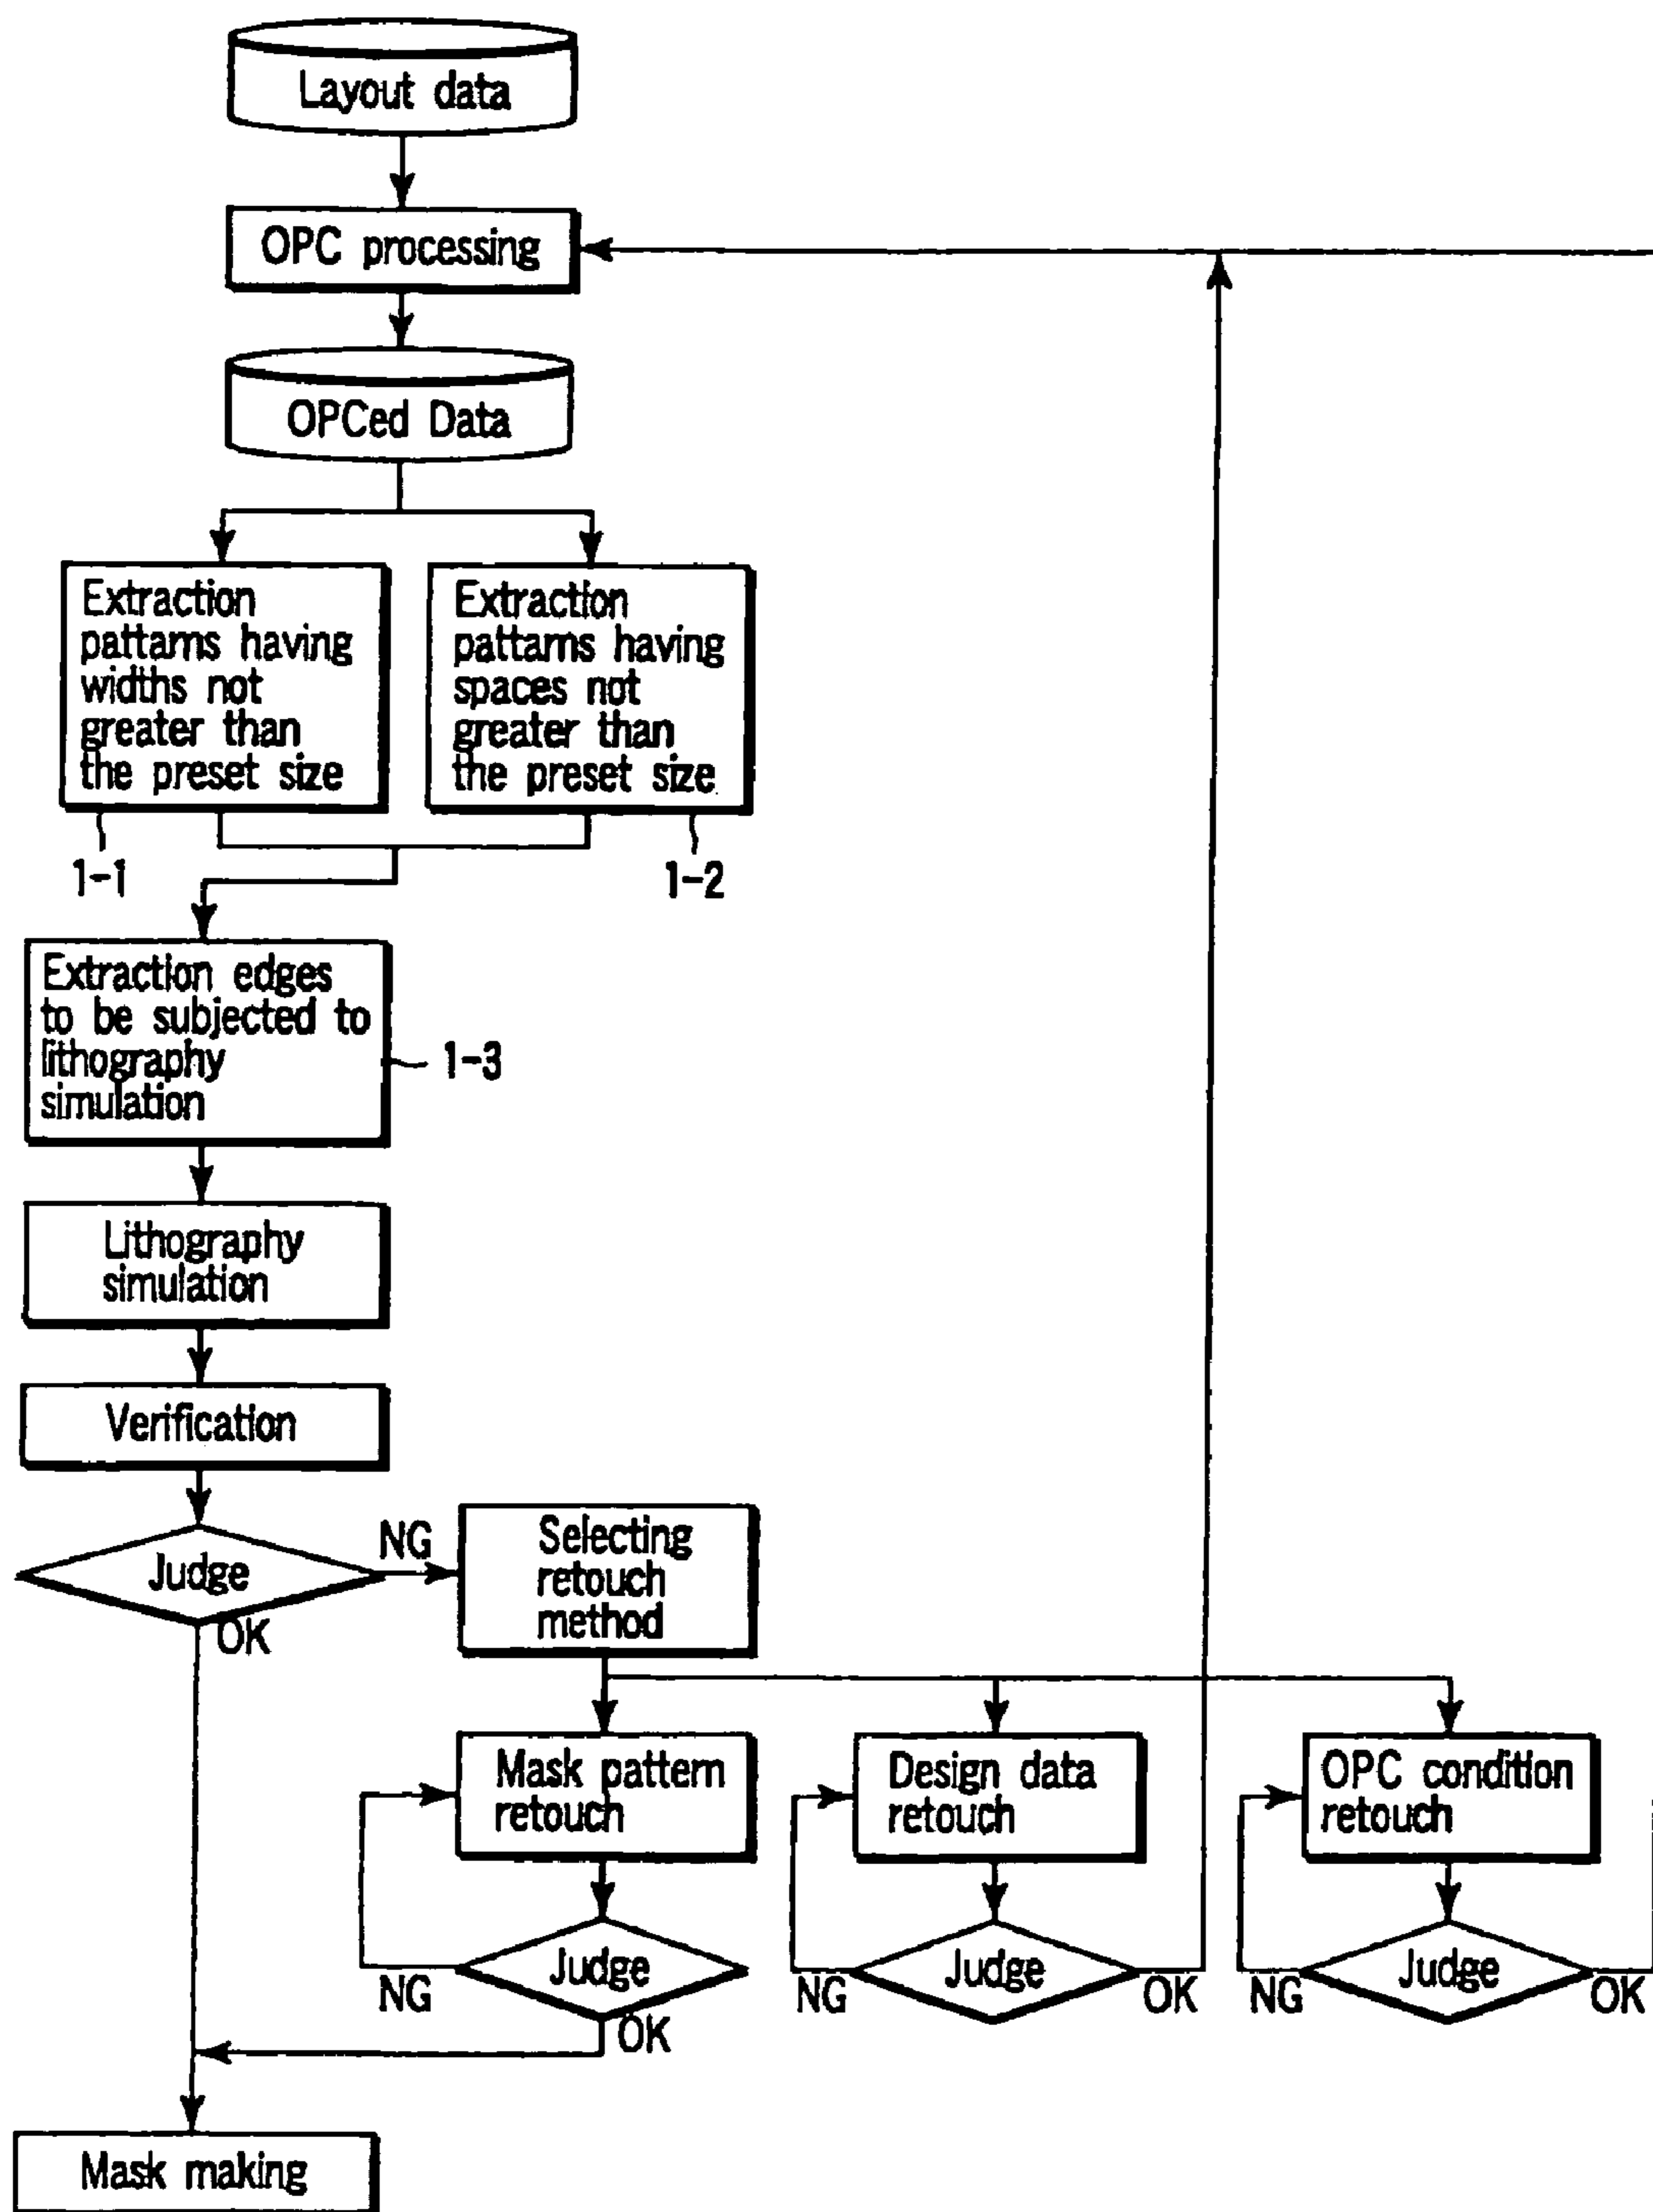 Layout data
OPC processing
OPCed Data
Extraction
pattams having
widths not
greater than
the preset size
Extraction
pattams having
spaces not
greater than
the preset size
1-1
1-2
Extraction edges
to be subjected to
lithography
simulation
1-3
Lithography
simulation
Verification
Judge
NG
OK
Selecting
retouch
method
Mask pattern
retouch
Design data
retouch
OPC condition
retouch
Judge
NG
OK
Judge
NG
OK
Judge
NG
OK
Mask making